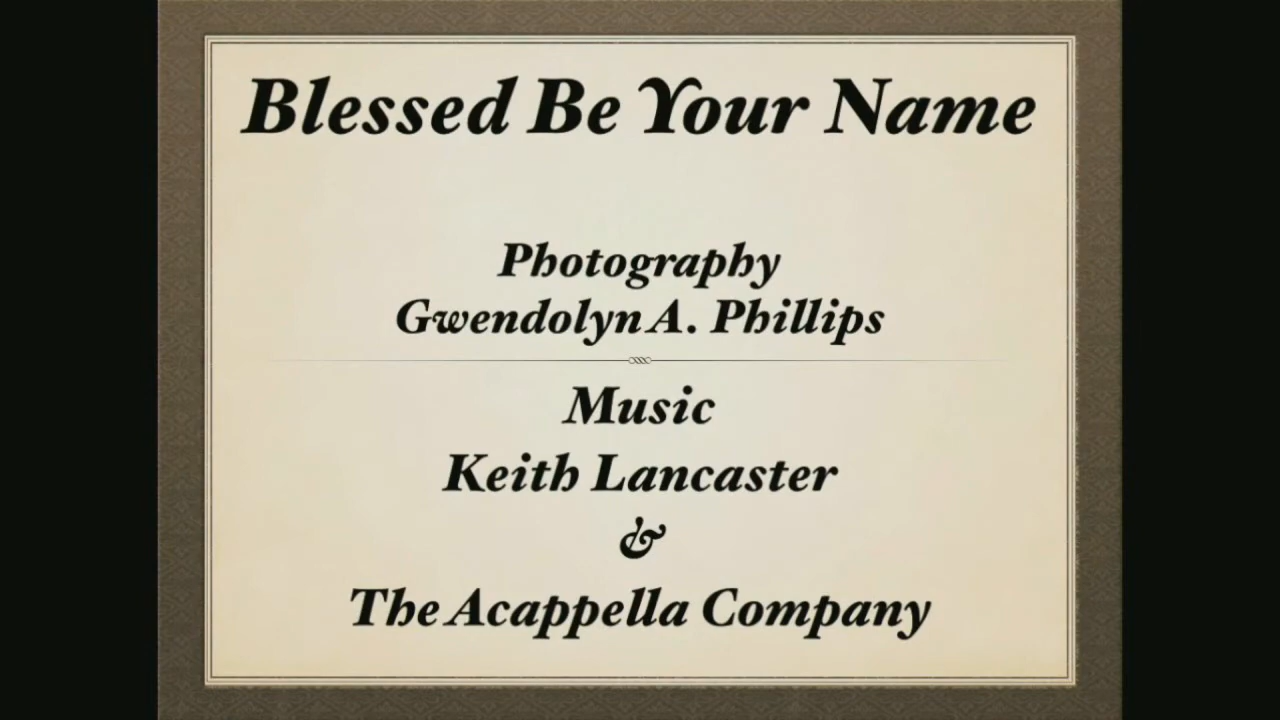 Blessed Be Your Name
Photography
Gwendolyn A. Phillips
Music
Keith Lancaster
&
The Acappella Company